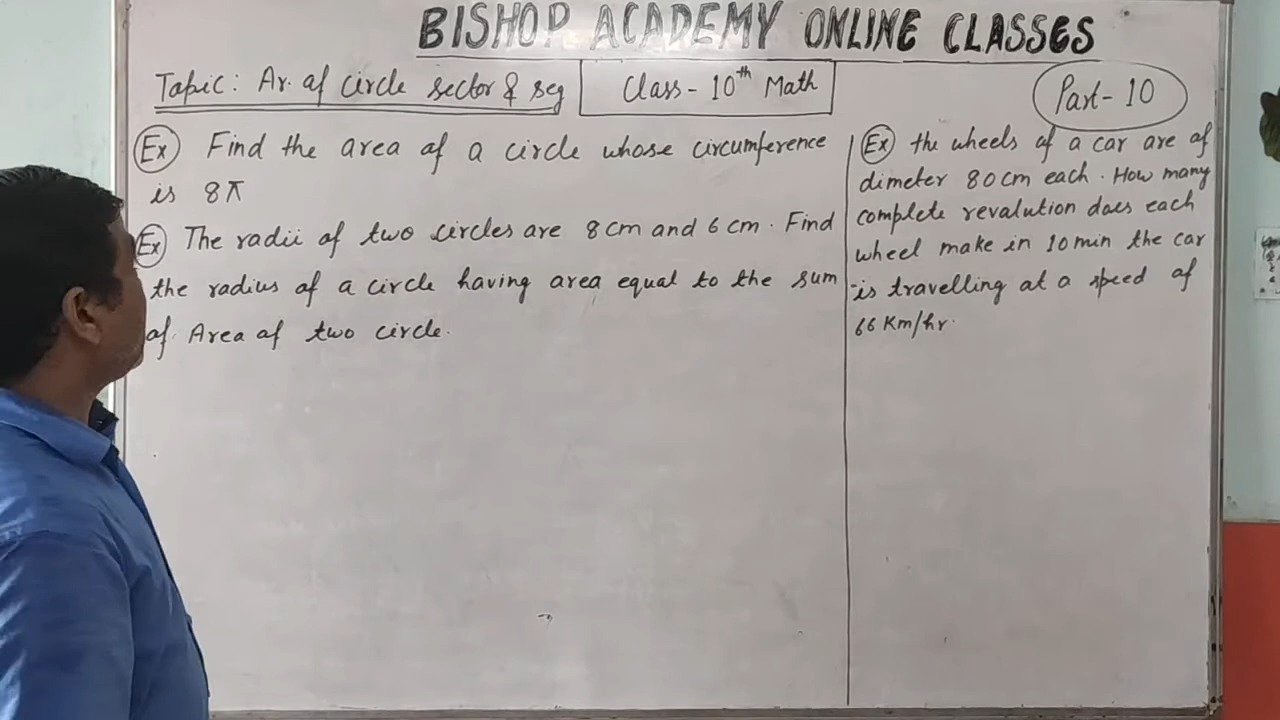 BISHOP ACADEMY ONLINE CLASSES
Topic: Ar. of circle sector & seg
Class - 10th Math
Part - 10
Ex Find the area of a circle whose circumference
is 8π
Ex The radii of two circles are 8 cm and 6 cm. Find
the radius of a circle having area equal to the sum
of Area of two circle.
Ex the wheels of a car are of
dimeter 80 cm each. How many
complete revalution does each
wheel make in 10 min the car
is travelling at a speed of
66 Km/hr.